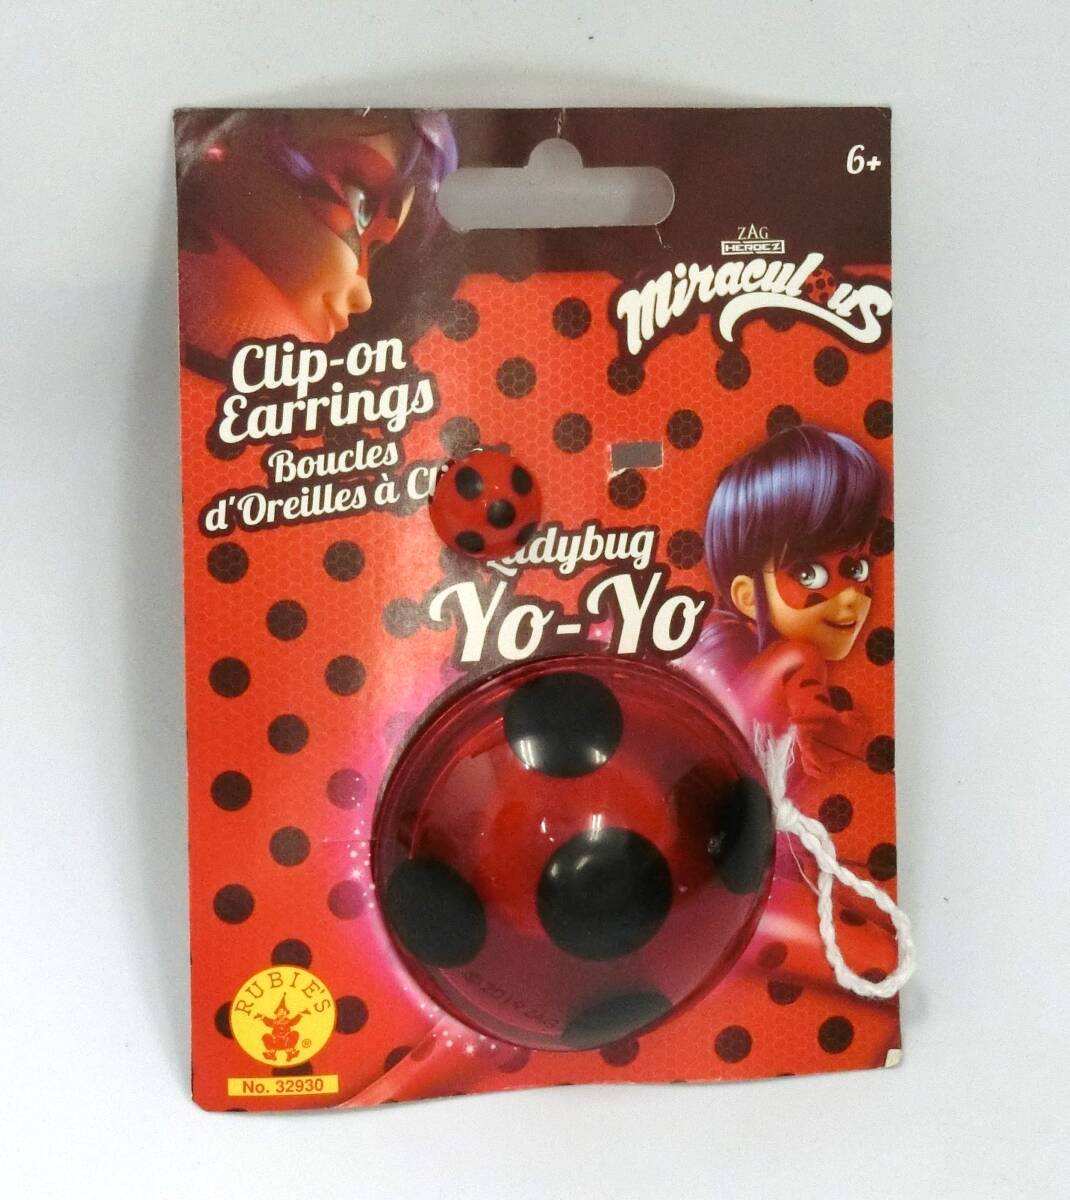 6+
ZAG
HEROEZ
Miraculous
Clip-on
Earrings
Boucles
d'Oreilles à
Ladybug
Yo-Yo
RUBIE'S
®
No. 32930